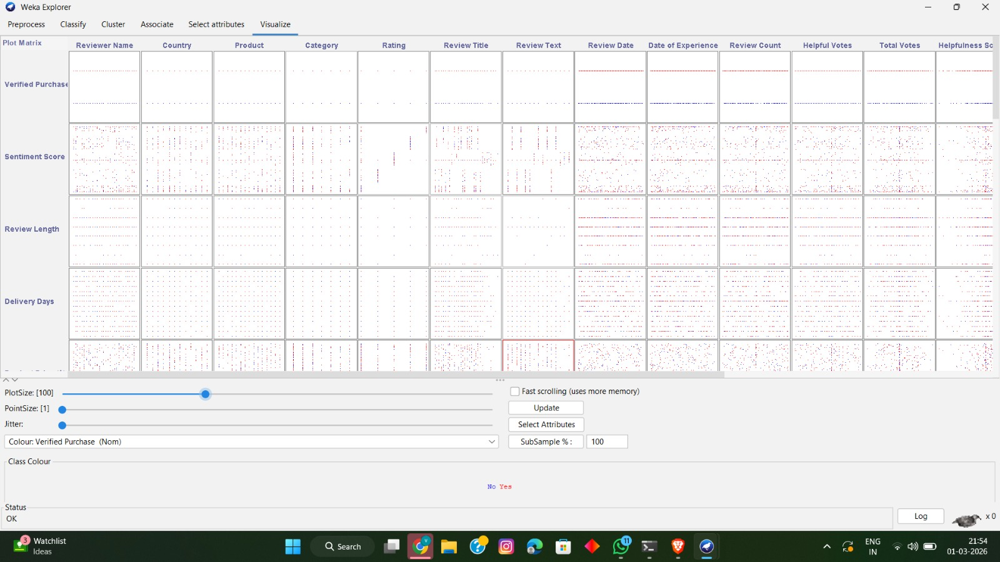 Weka Explorer
Preprocess Classify Cluster Associate Select attributes Visualize
Plot Matrix
Reviewer Name Country Product Category Rating Review Title Review Text Review Date Date of Experience Review Count Helpful Votes Total Votes Helpfulness Sc
Verified Purchase
Sentiment Score
Review Length
Delivery Days
PlotSize: [100]
PointSize: [1]
Jitter:
Colour: Verified Purchase (Nom)
Fast scrolling (uses more memory)
Update
Select Attributes
SubSample % : 100
Class Colour
No Yes
Status
OK
Log
x 0
3
Watchlist
Ideas
Search
11
ENG
IN
21:54
01-03-2026